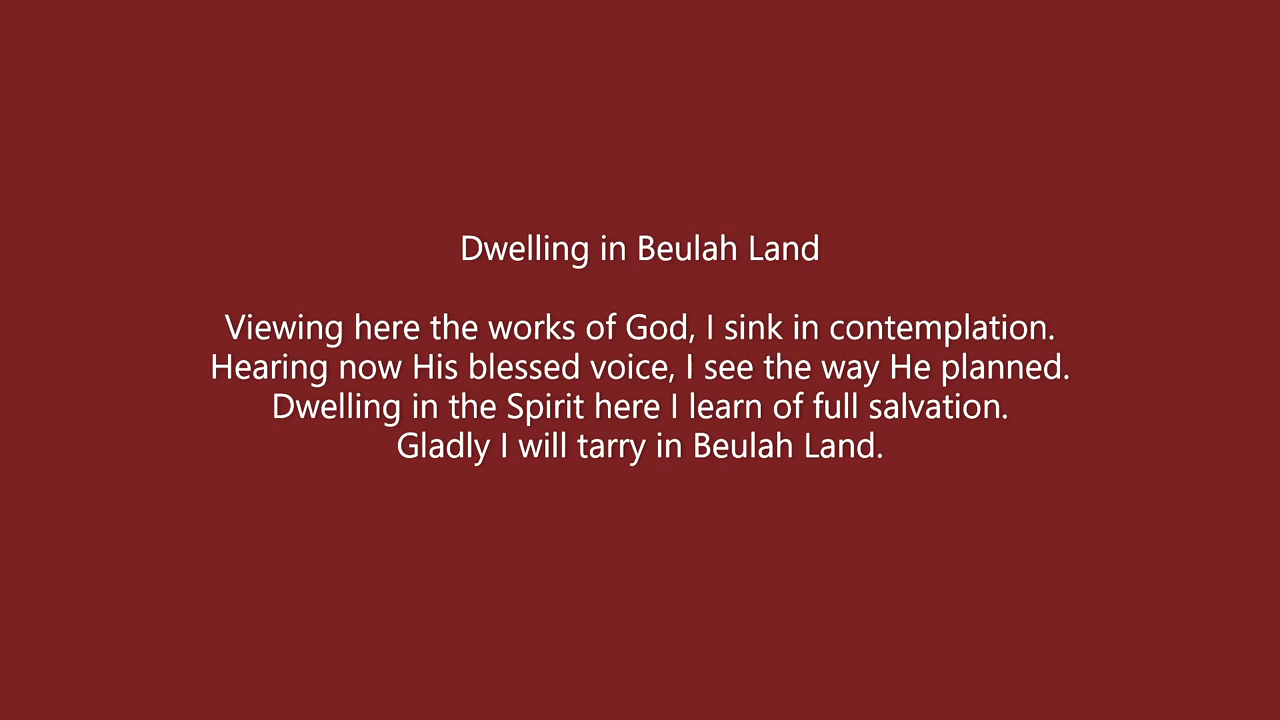 Dwelling in Beulah Land
Viewing here the works of God, I sink in contemplation.
Hearing now His blessed voice, I see the way He planned.
Dwelling in the Spirit here I learn of full salvation.
Gladly I will tarry in Beulah Land.